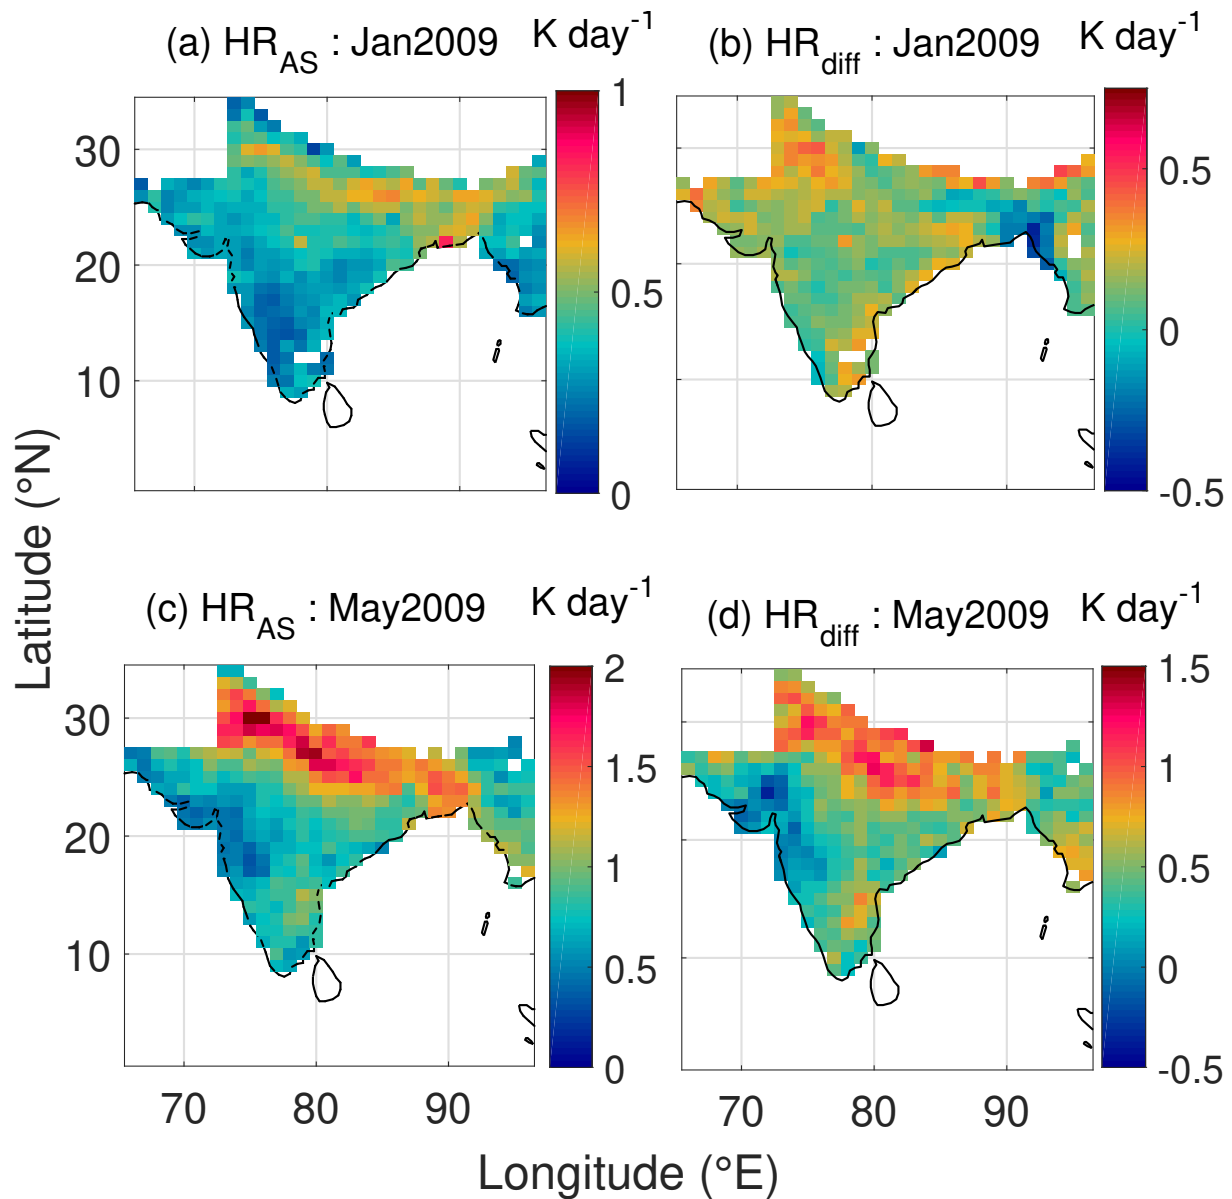 (a) HR_AS : Jan2009 K day^-1
(b) HR_diff : Jan2009 K day^-1
30
20
10
1
0.5
0
0.5
0
-0.5
Latitude (°N)
(c) HR_AS : May2009 K day^-1
(d) HR_diff : May2009 K day^-1
30
20
10
2
1.5
1
0.5
0
1.5
1
0.5
0
-0.5
70 80 90
70 80 90
Longitude (°E)